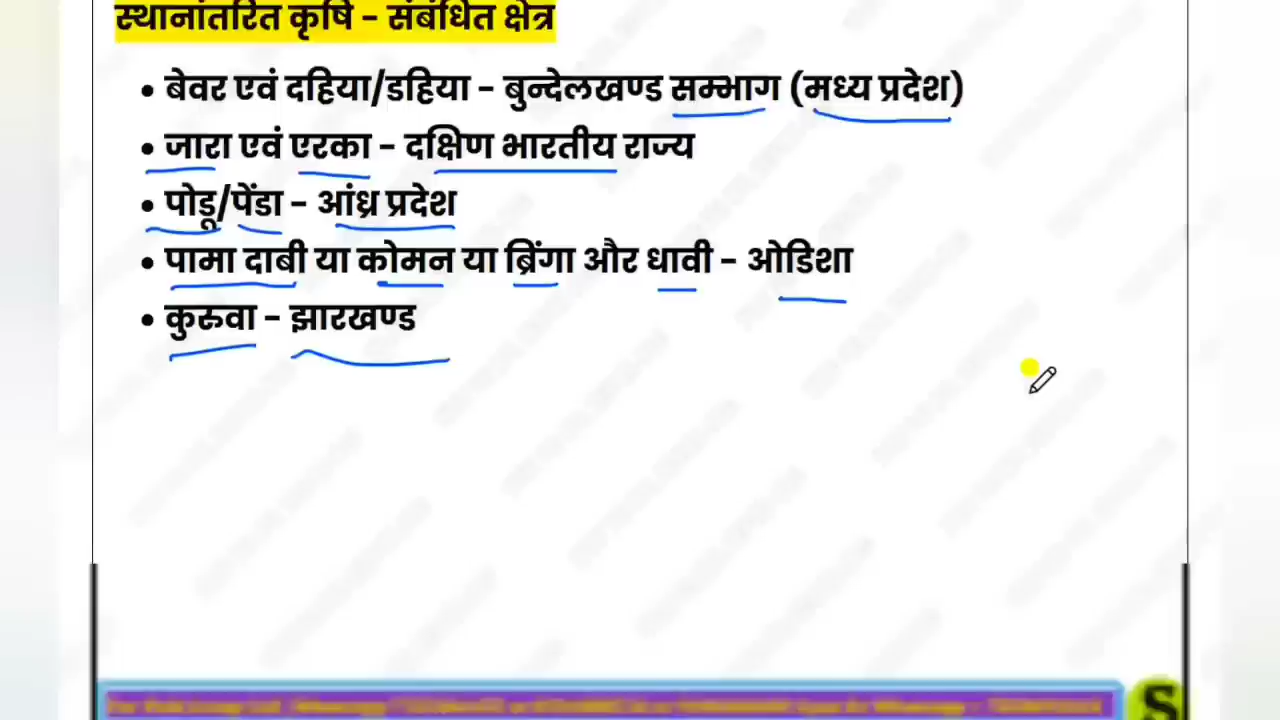 स्थानांतरित कृषि - संबंधित क्षेत्र
• बेवर एवं दहिया/डहिया - बुन्देलखण्ड सम्भाग (मध्य प्रदेश)
• जारा एवं एरका - दक्षिण भारतीय राज्य
• पोडू/पेंडा - आंध्र प्रदेश
• पामा दाबी या कोमन या ब्रिंगा और धावी - ओडिशा
• कुरुवा - झारखण्ड
S